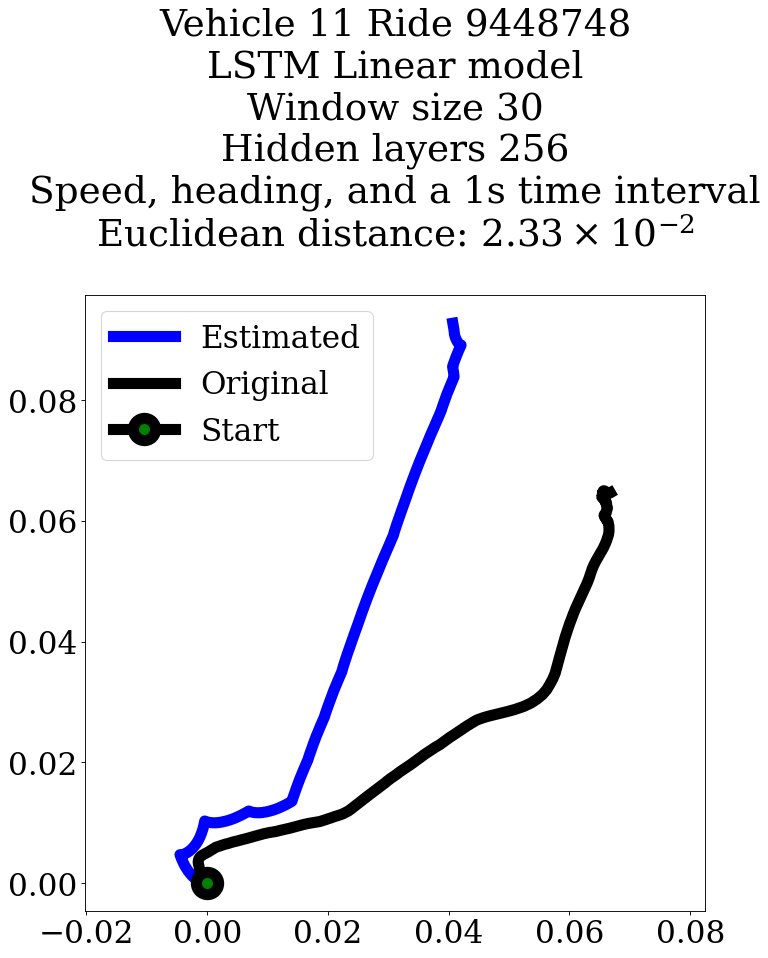 Vehicle 11 Ride 9448748
LSTM Linear model
Window size 30
Hidden layers 256
Speed, heading, and a 1s time interval
Euclidean distance: 2.33 × 10⁻²
Estimated
Original
Start
0.08
0.06
0.04
0.02
0.00
−0.02 0.00 0.02 0.04 0.06 0.08